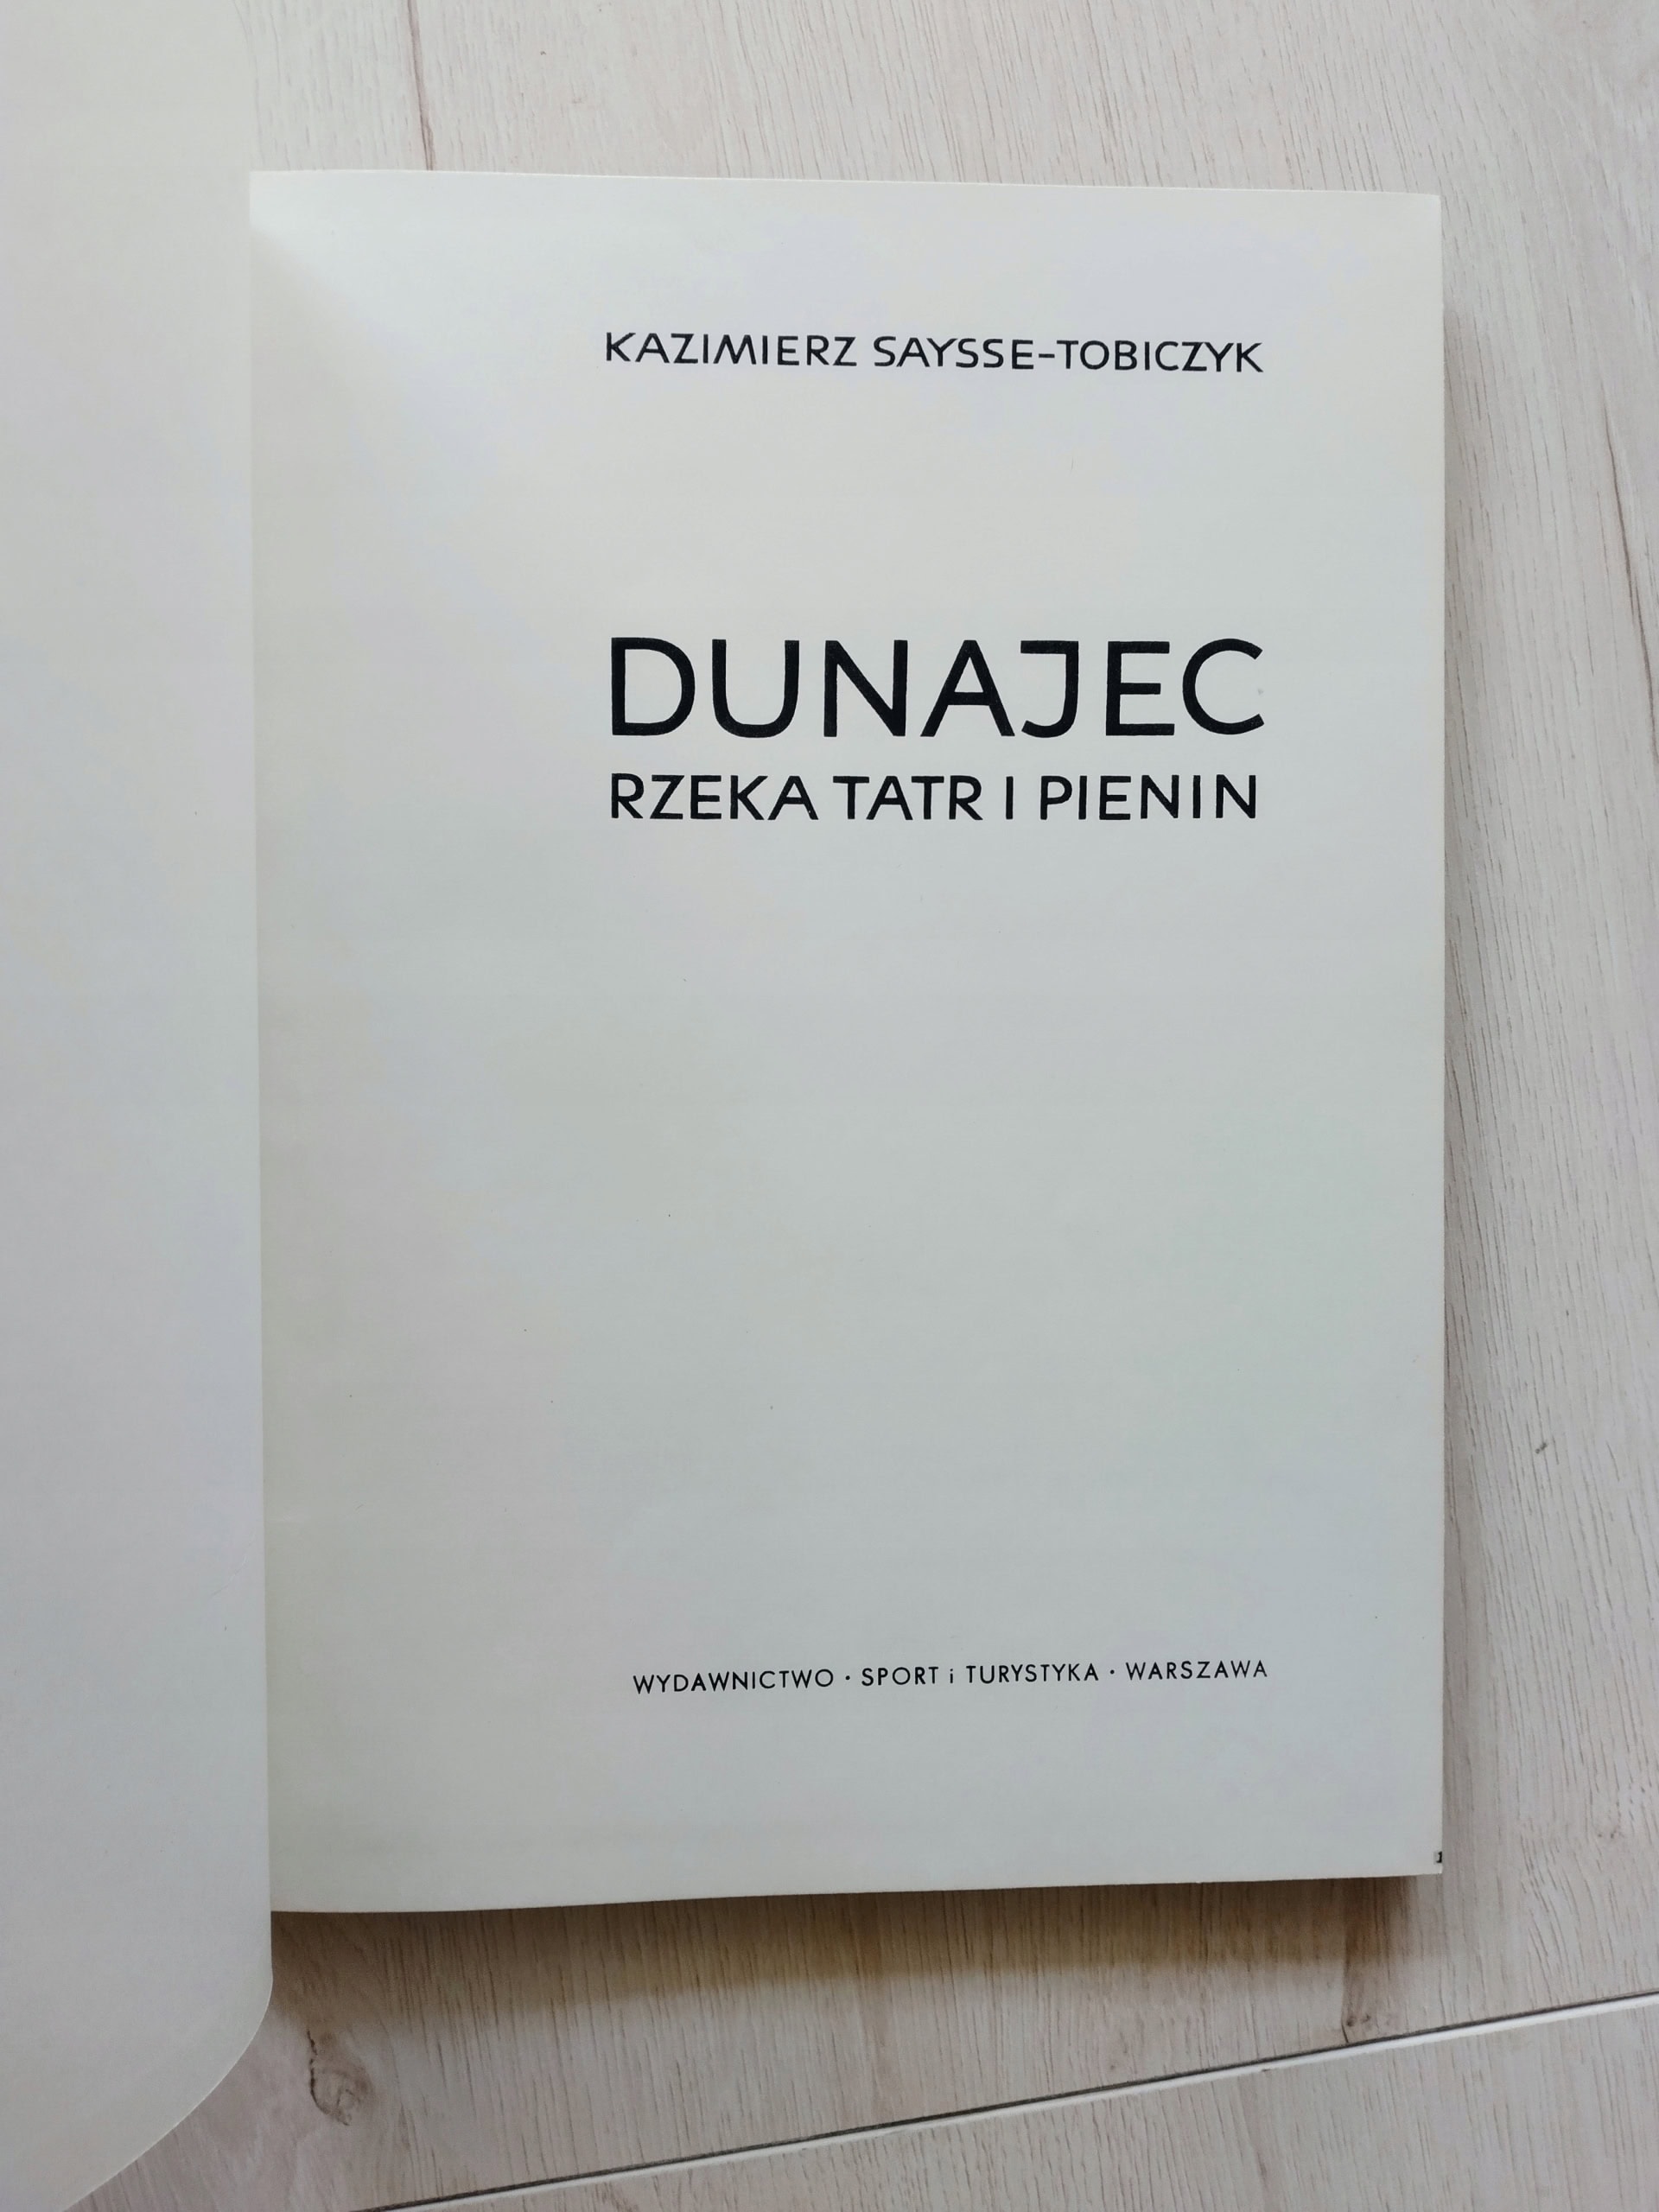 KAZIMIERZ SAYSSE-TOBICZYK
DUNAJEC
RZEKA TATR I PIENIN
WYDAWNICTWO • SPORT i TURYSTYKA • WARSZAWA